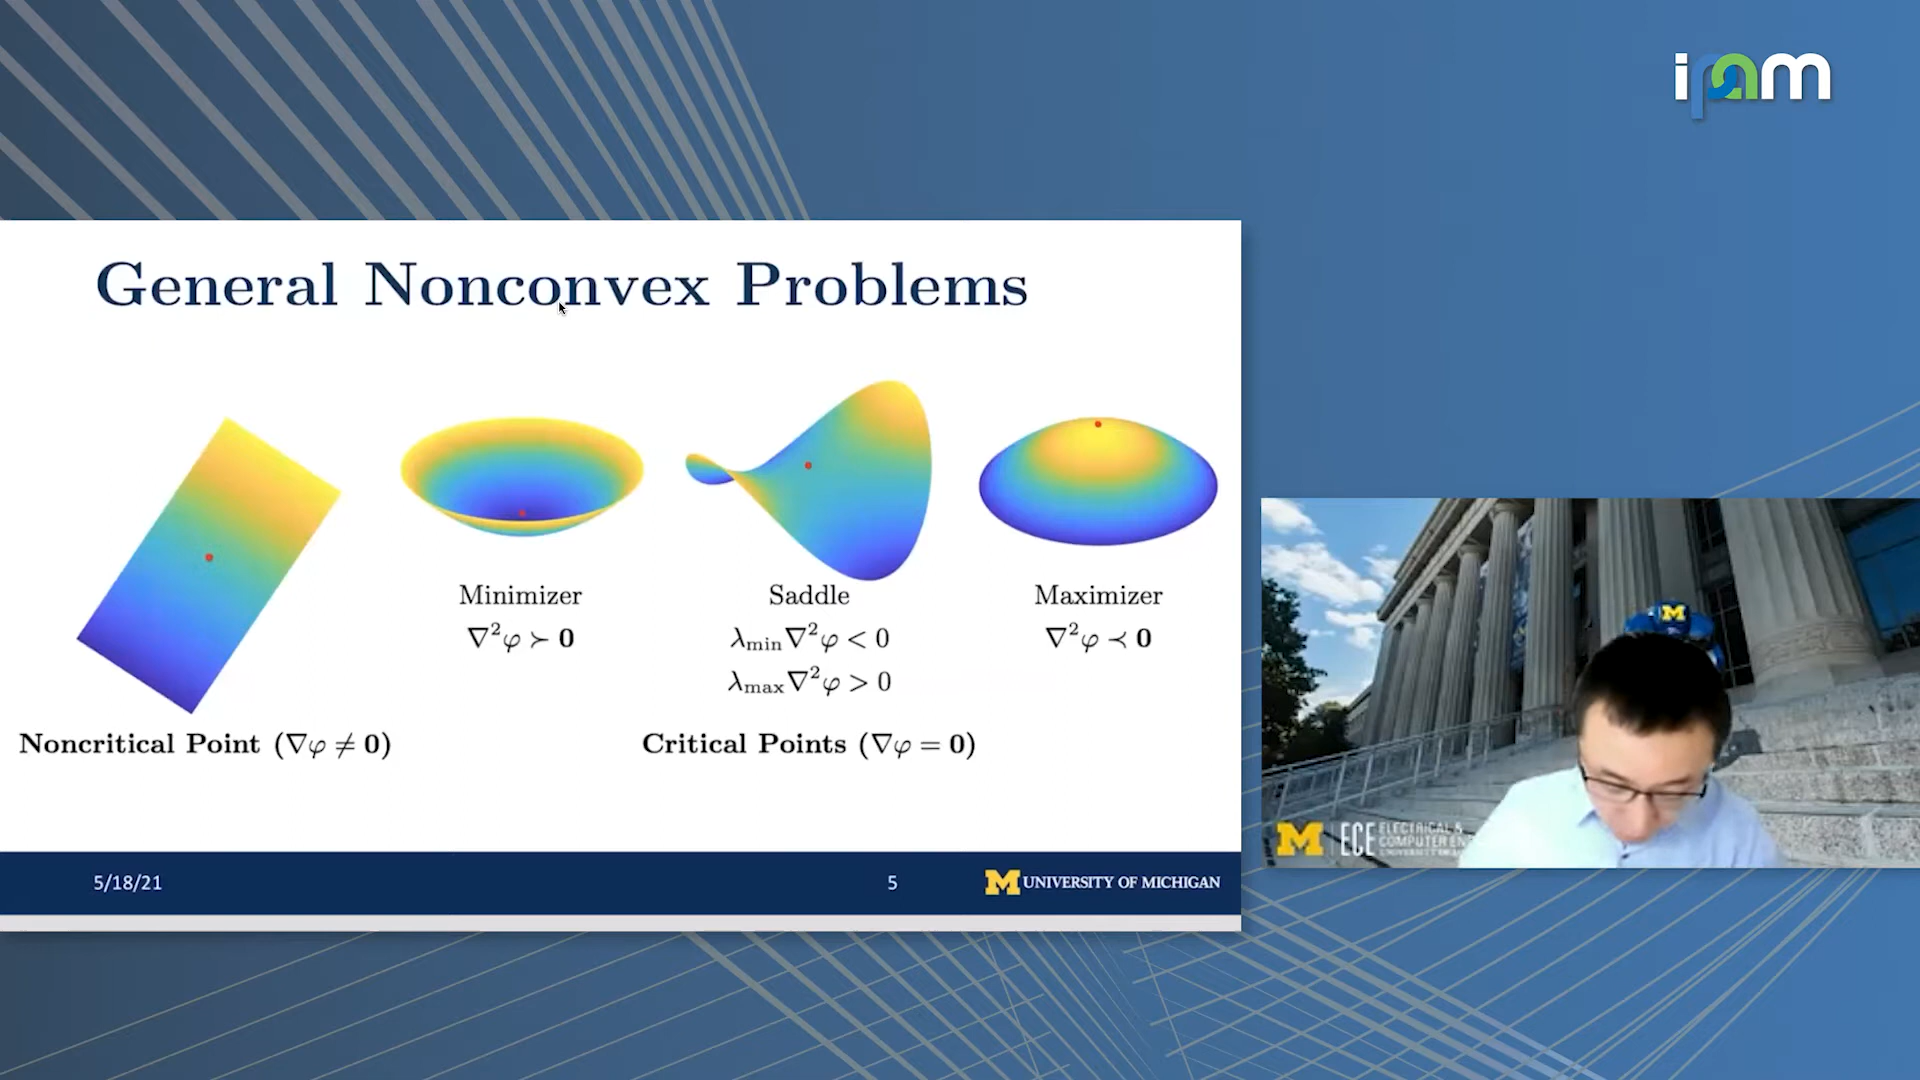 ipam
General Nonconvex Problems
Minimizer
∇²φ ≻ 0
Saddle
λmin∇²φ < 0
λmax∇²φ > 0
Maximizer
∇²φ ≺ 0
Noncritical Point (∇φ ≠ 0)
Critical Points (∇φ = 0)
5/18/21
5
M UNIVERSITY OF MICHIGAN
M
M
ECE
ELECTRICAL &
COMPUTER